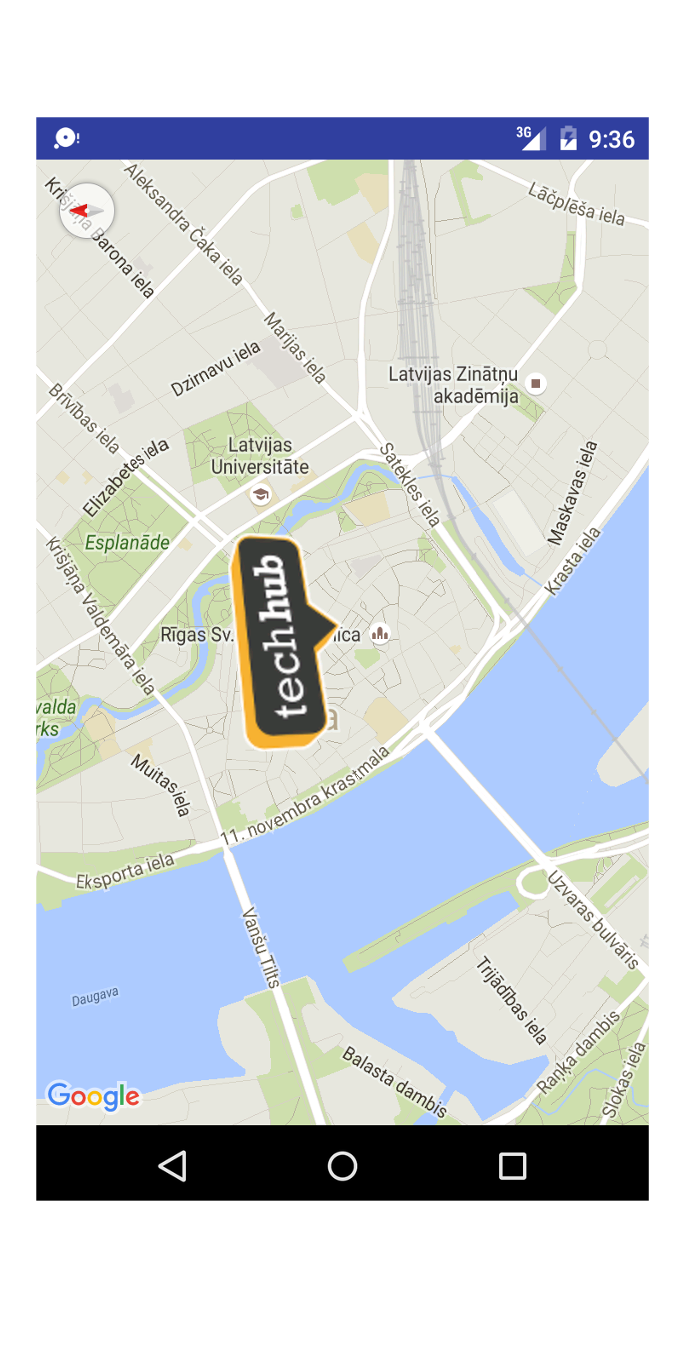 3G 9:36
Aleksandra Čaka iela
Krišjāņa Barona iela
Lāčplēša iela
Marijas iela
Dzirnavu iela
Latvijas Zinātņu
akadēmija
Brīvības iela
Latvijas
Universitāte
Elizabetes iela
Satekles iela
Maskavas iela
Esplanāde
Krasta iela
Krišjāņa Valdemāra iela
tech hub
Rīgas Sv.
valda
rks
Muitas iela
11. novembra krastmala
Eksporta iela
Uzvaras bulvāris
Vanšu Tilts
Daugava
Trijādības iela
Raņķa dambis
Balasta dambis
Slokas iela
Google